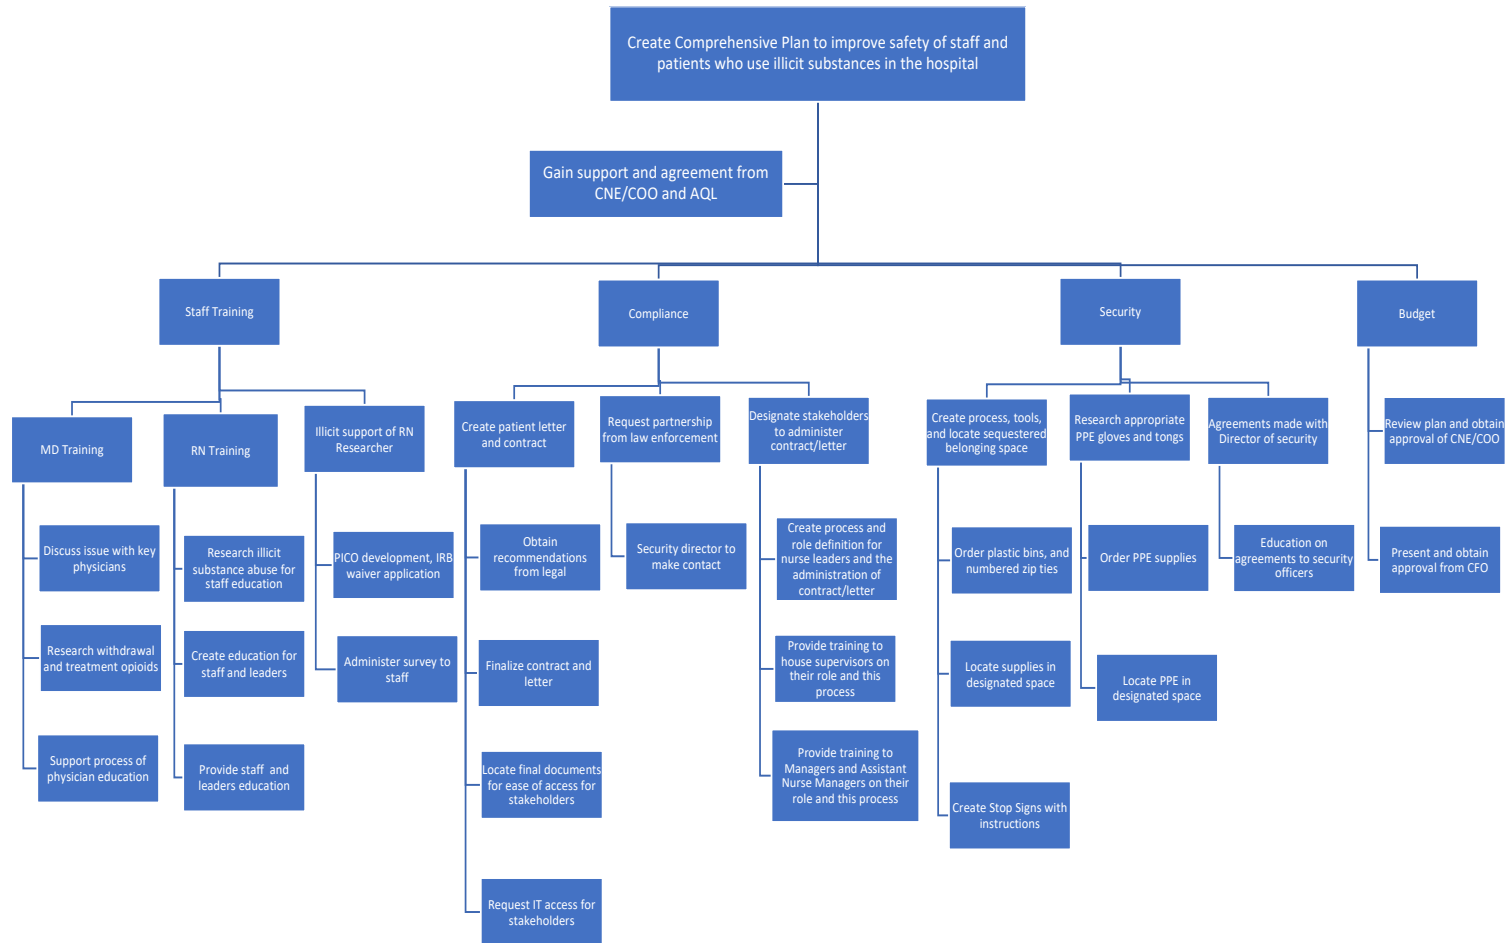 Create Comprehensive Plan to improve safety of staff and
patients who use illicit substances in the hospital
Gain support and agreement from
CNE/COO and AQL
Staff Training
Compliance
Security
Budget
MD Training
RN Training
Illicit support of RN
Researcher
Create patient letter
and contract
Request partnership
from law enforcement
Designate stakeholders
to administer
contract/letter
Create process, tools,
and locate sequestered
belonging space
Research appropriate
PPE gloves and tongs
Agreements made with
Director of security
Review plan and obtain
approval of CNE/COO
Discuss issue with key
physicians
Research illicit
substance abuse for
staff education
PICO development, IRB
waiver application
Obtain
recommendations
from legal
Security director to
make contact
Create process and
role definition for
nurse leaders and the
administration of
contract/letter
Order plastic bins, and
numbered zip ties
Order PPE supplies
Education on
agreements to security
officers
Present and obtain
approval from CFO
Research withdrawal
and treatment opioids
Create education for
staff and leaders
Administer survey to
staff
Finalize contract and
letter
Provide training to
house supervisors on
their role and this
process
Locate supplies in
designated space
Locate PPE in
designated space
Support process of
physician education
Provide staff and
leaders education
Locate final documents
for ease of access for
stakeholders
Provide training to
Managers and Assistant
Nurse Managers on their
role and this process
Create Stop Signs with
instructions
Request IT access for
stakeholders